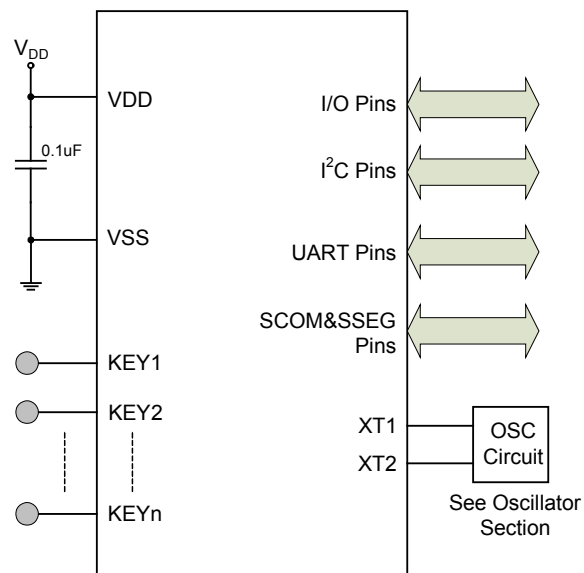 V_DD
VDD
0.1uF
VSS
KEY1
KEY2
KEYn
I/O Pins
I²C Pins
UART Pins
SCOM&SSEG
Pins
XT1
XT2
OSC
Circuit
See Oscillator
Section